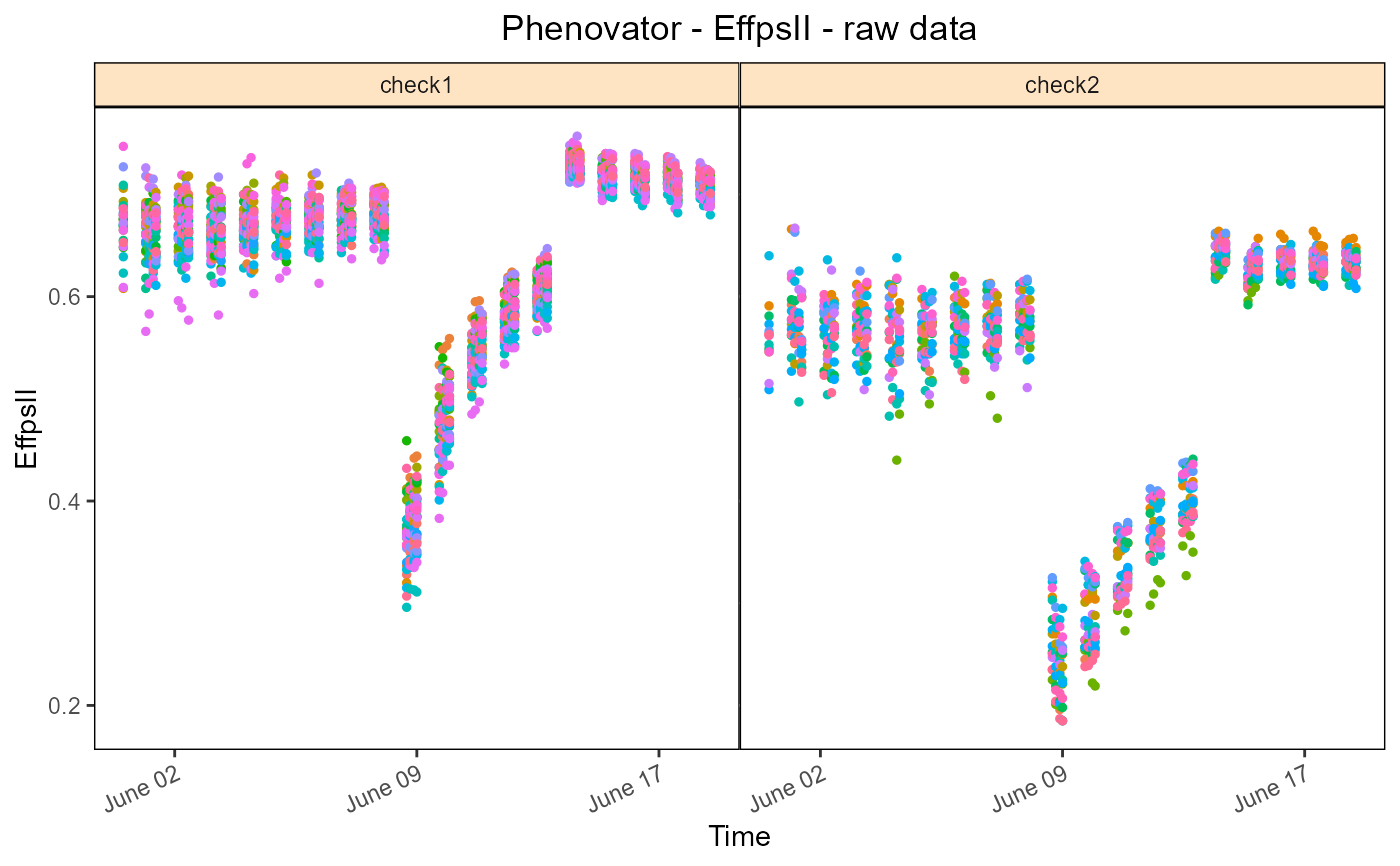 Phenovator - EffpsII - raw data
check1 check2
EffpsII
0.6
0.4
0.2
June 02 June 09 June 17 June 02 June 09 June 17
Time